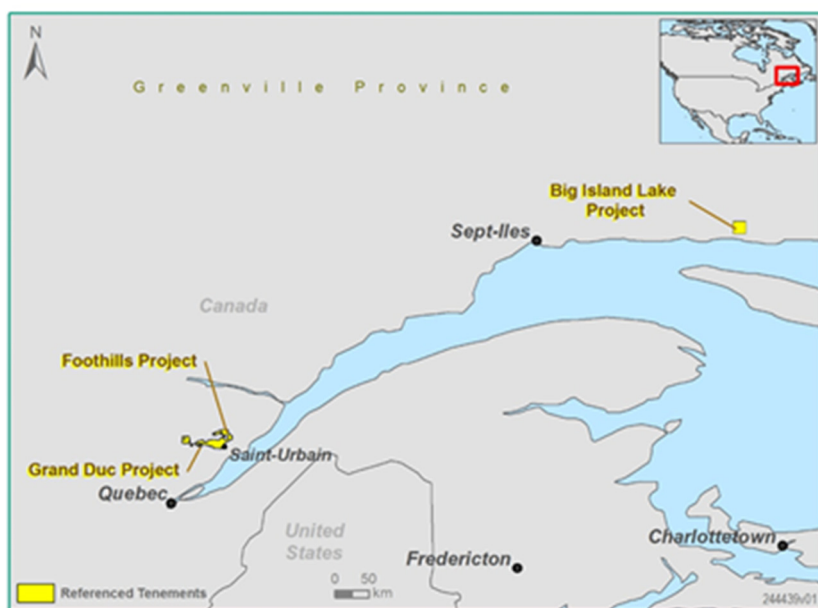 N
Greenville Province
Big Island Lake
Project
Sept-Iles
Canada
Foothills Project
Saint-Urbain
Grand Duc Project
Quebec
United
States
Charlottetown
Fredericton
Referenced Tenements
0 50
km
244439v01